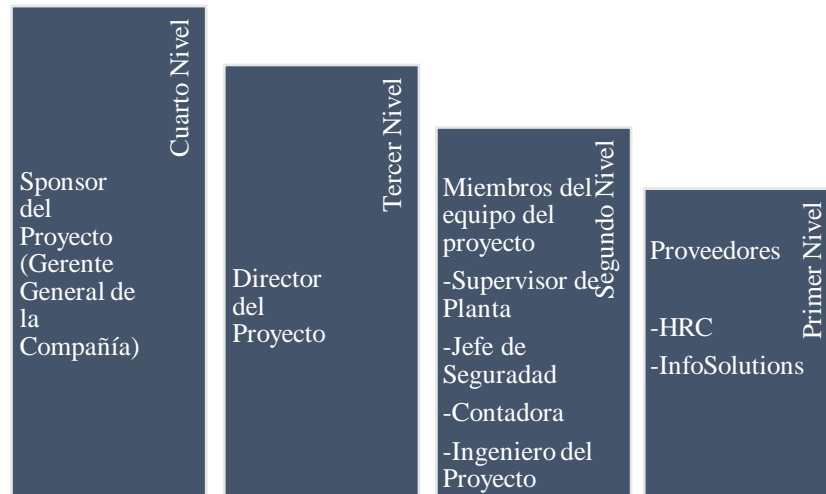 Cuarto Nivel
Sponsor
del
Proyecto
(Gerente
General de
la
Compañía)
Tercer Nivel
Director
del
Proyecto
Segundo Nivel
Miembros del
equipo del
proyecto
-Supervisor de
Planta
-Jefe de
Seguradad
-Contadora
-Ingeniero del
Proyecto
Primer Nivel
Proveedores
-HRC
-InfoSolutions